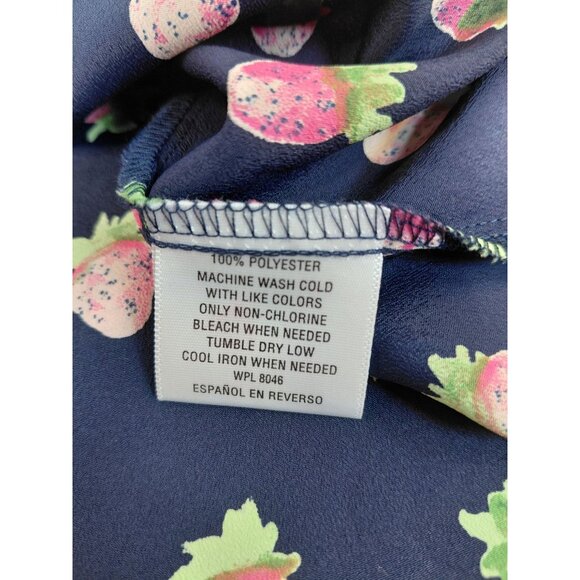 100% POLYESTER
MACHINE WASH COLD
WITH LIKE COLORS
ONLY NON-CHLORINE
BLEACH WHEN NEEDED
TUMBLE DRY LOW
COOL IRON WHEN NEEDED
WPL 8046
ESPAÑOL EN REVERSO